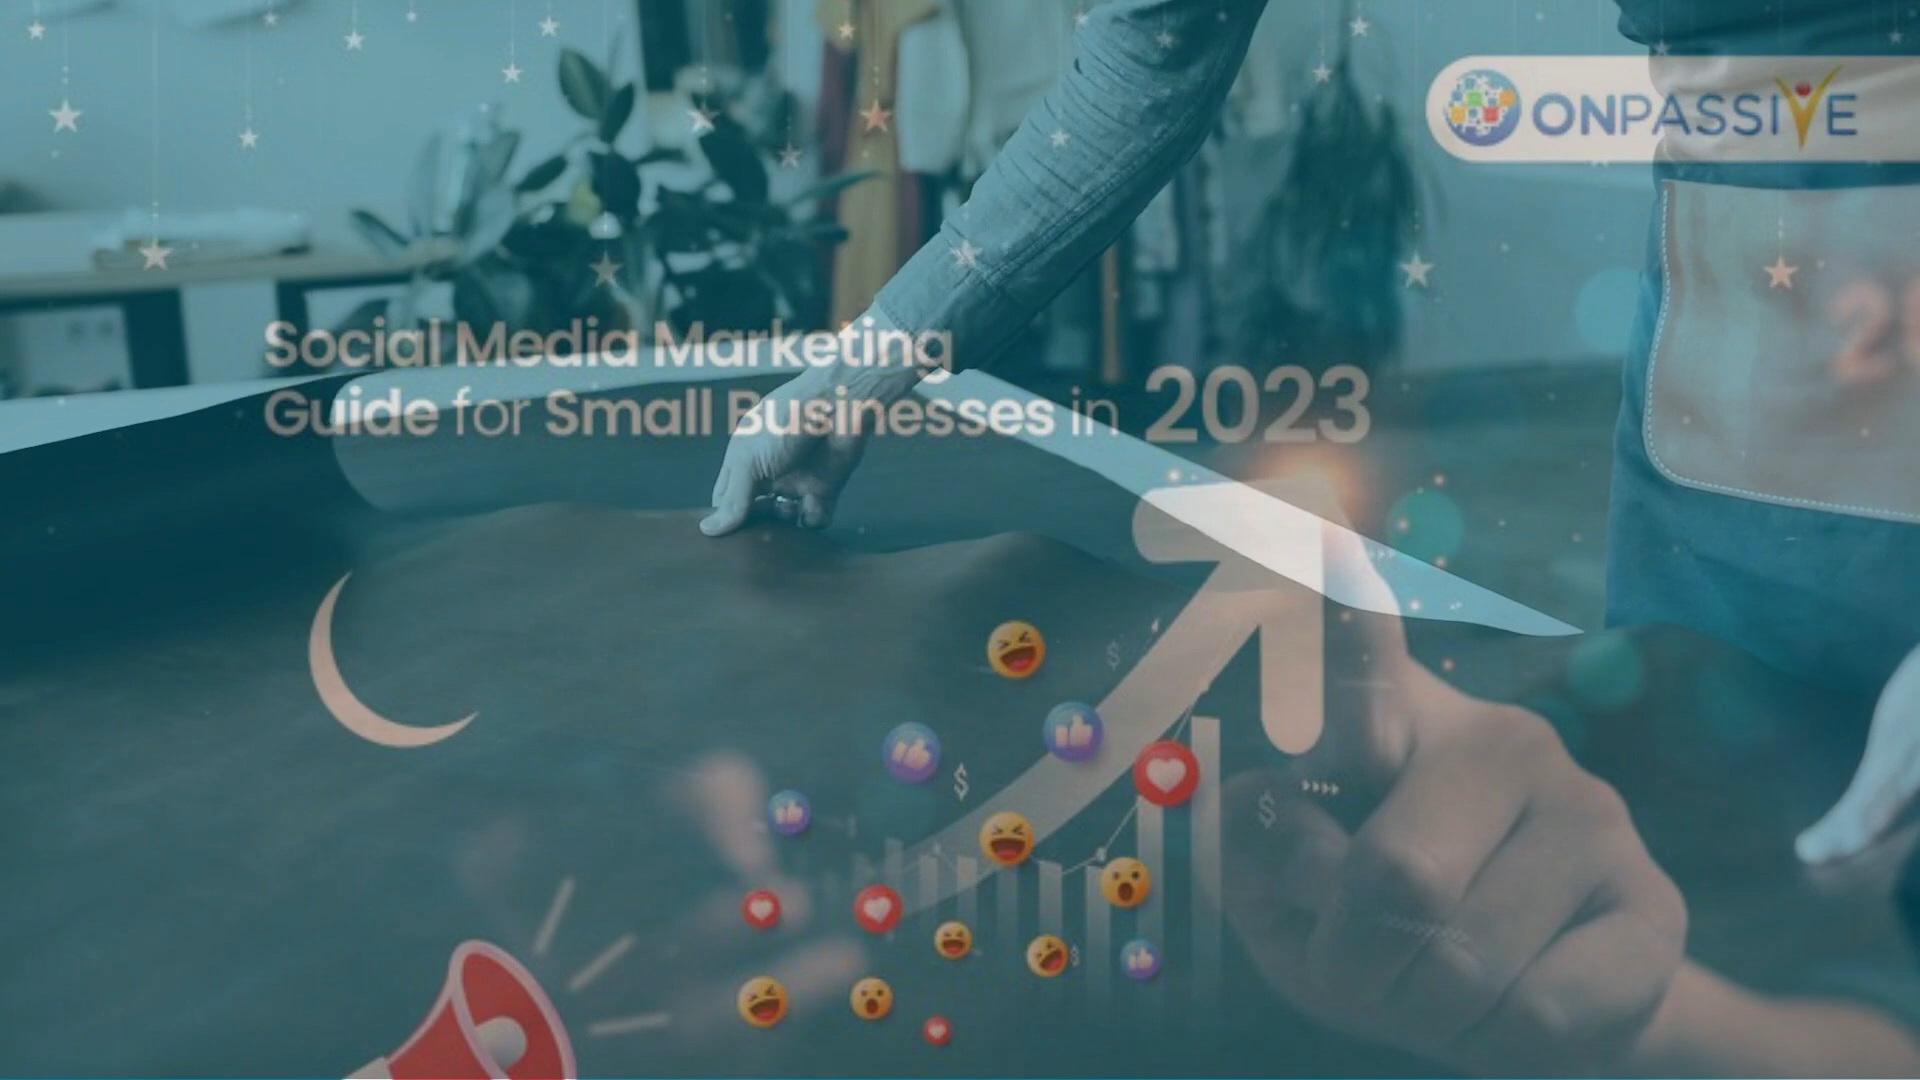 ONPASSIVE
Social Media Marketing
Guide for Small Businesses in 2023